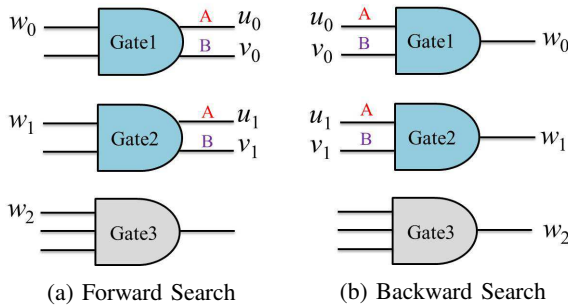 w0 Gate1 A u0
B v0
w1 Gate2 A u1
B v1
w2 Gate3
(a) Forward Search
u0 A Gate1 w0
v0 B
u1 A Gate2 w1
v1 B
Gate3 w2
(b) Backward Search